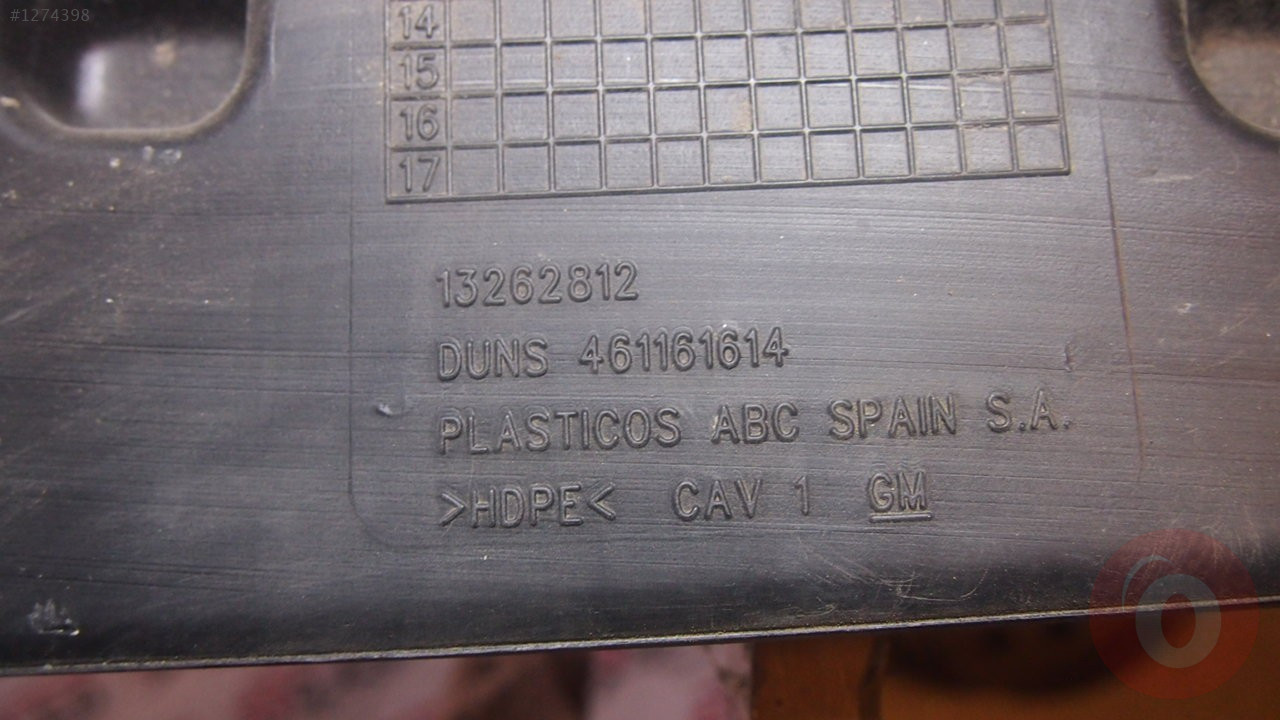 #1274398
14
15
16
17
13262812
DUNS 461161614
PLASTICOS ABC SPAIN S.A.
>HDPE< CAV 1 GM